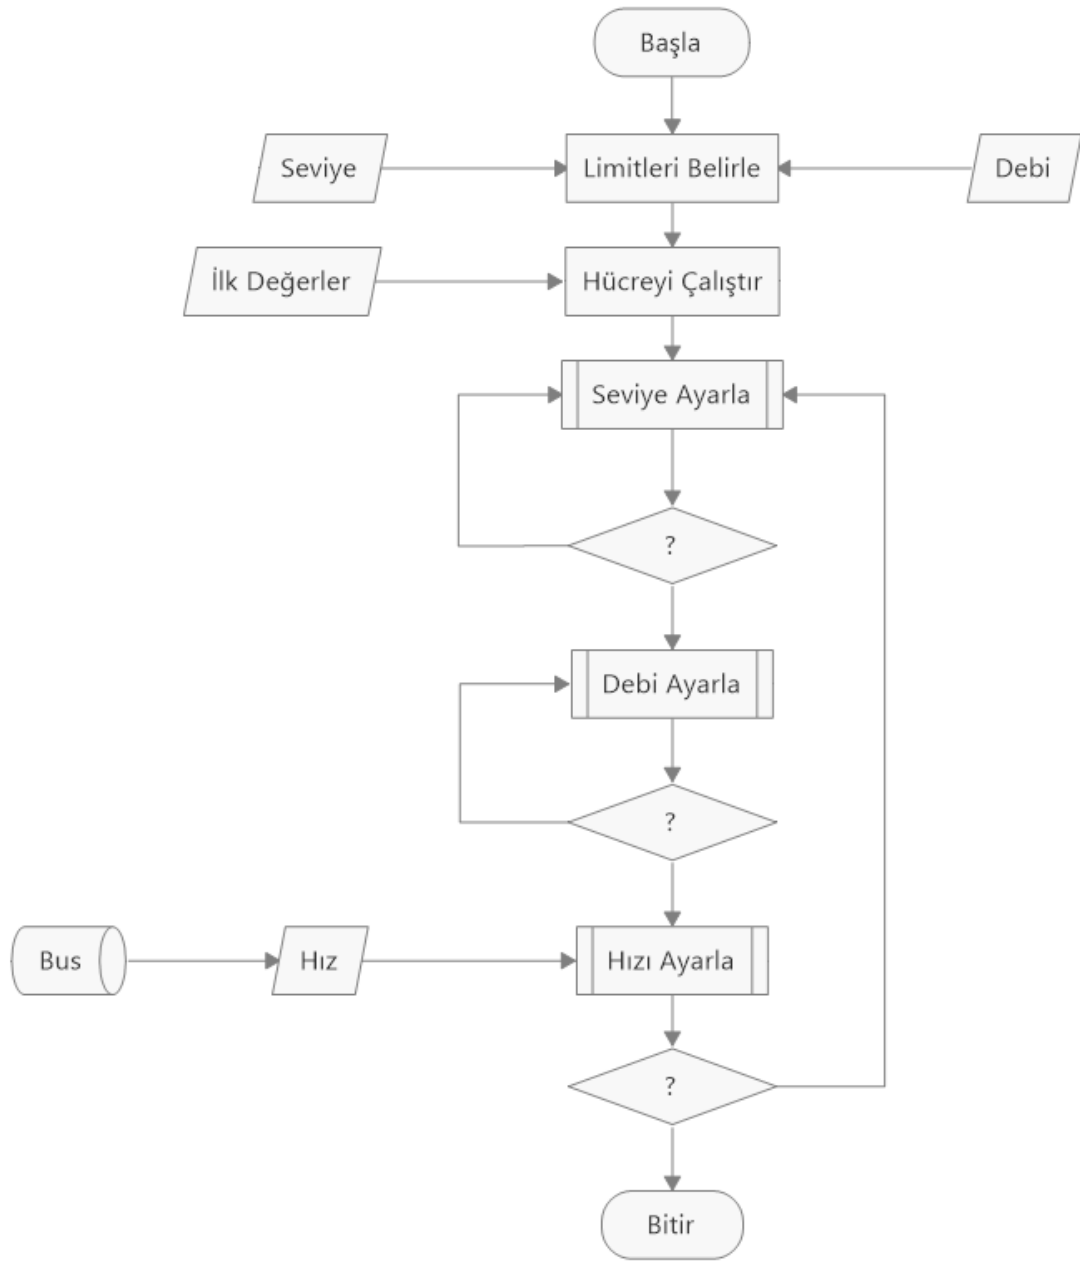 Başla
Seviye
Limitleri Belirle
Debi
İlk Değerler
Hücreyi Çalıştır
Seviye Ayarla
?
Debi Ayarla
?
Bus
Hız
Hızı Ayarla
?
Bitir